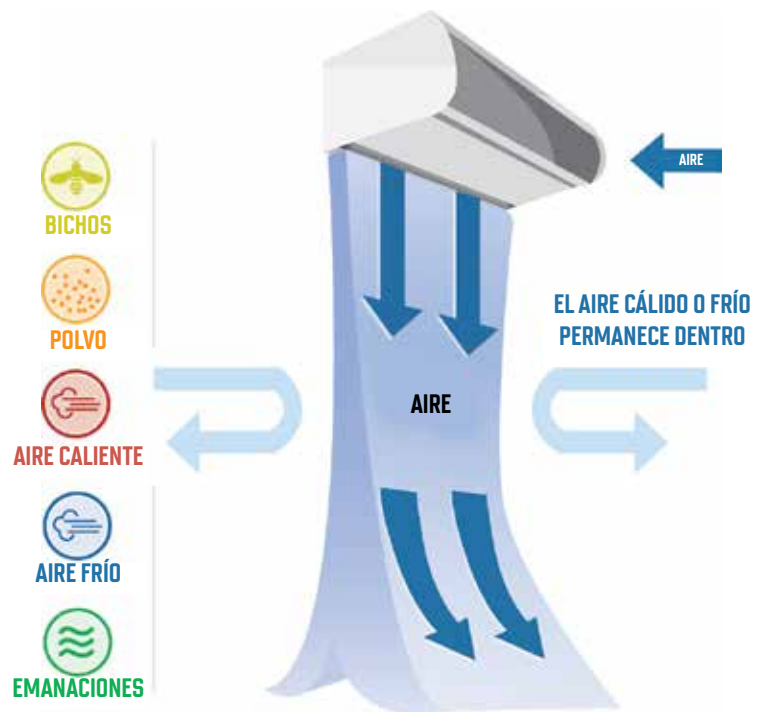 AIRE
BICHOS
POLVO
EL AIRE CÁLIDO O FRÍO
PERMANECE DENTRO
AIRE
AIRE CALIENTE
AIRE FRÍO
EMANACIONES